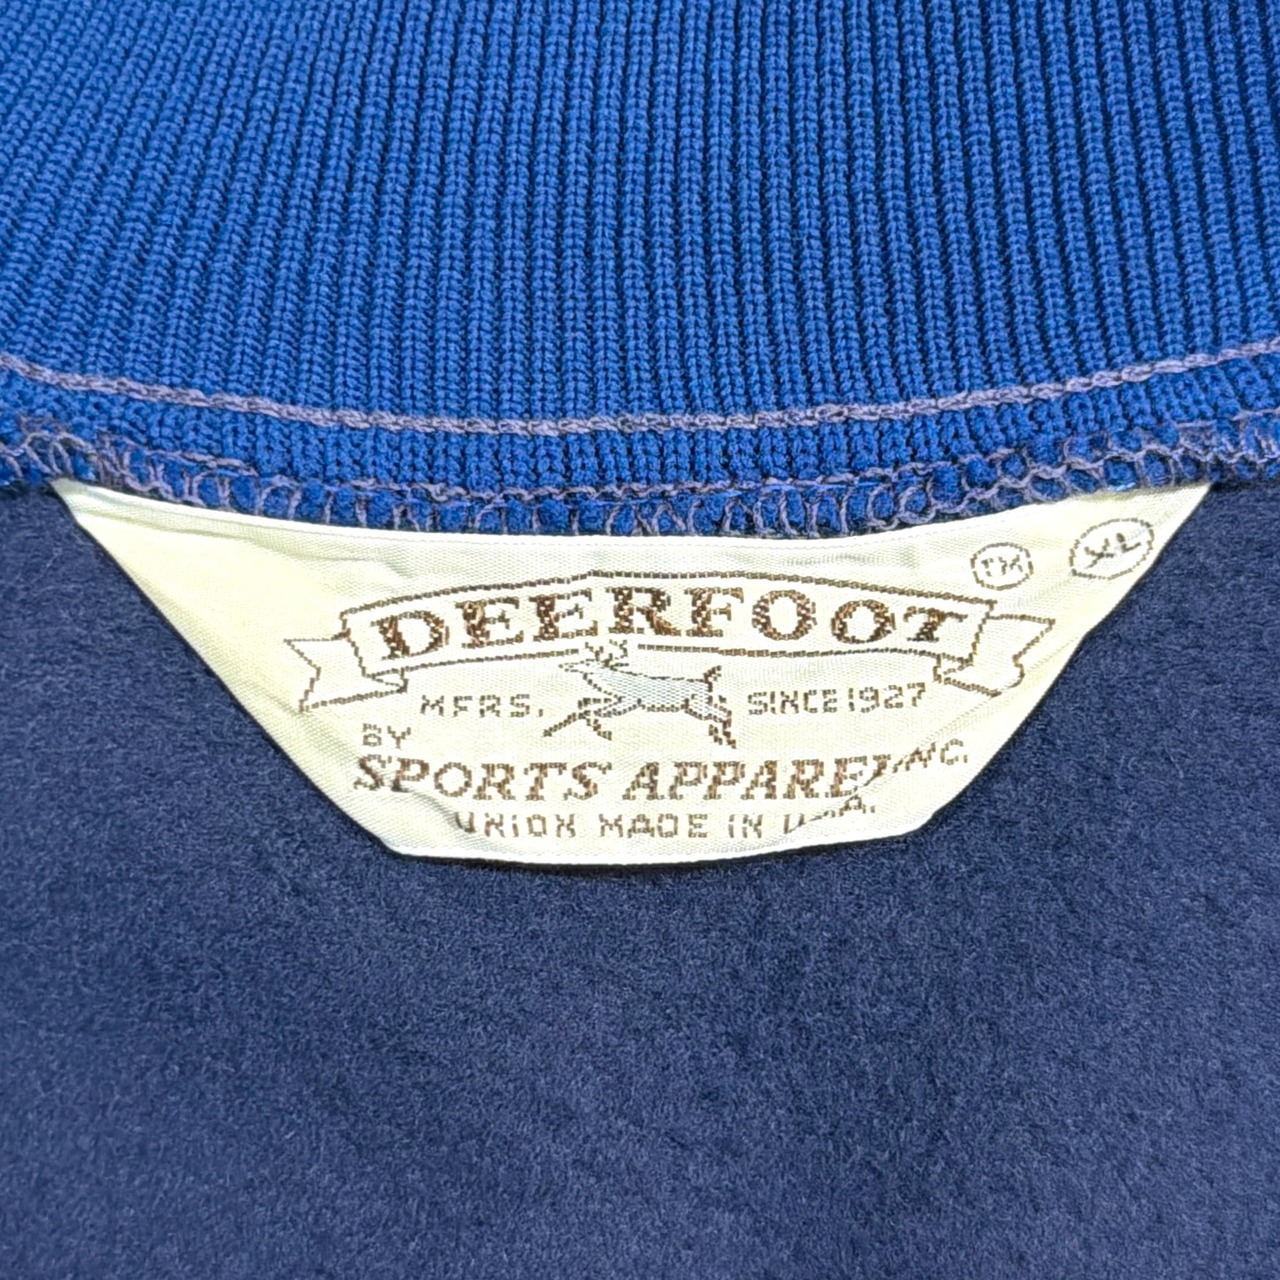 TM XL
DEERFOOT
MFRS. SINCE 1927
BY
SPORTS APPAREL INC.
UNION MADE IN U.S.A.